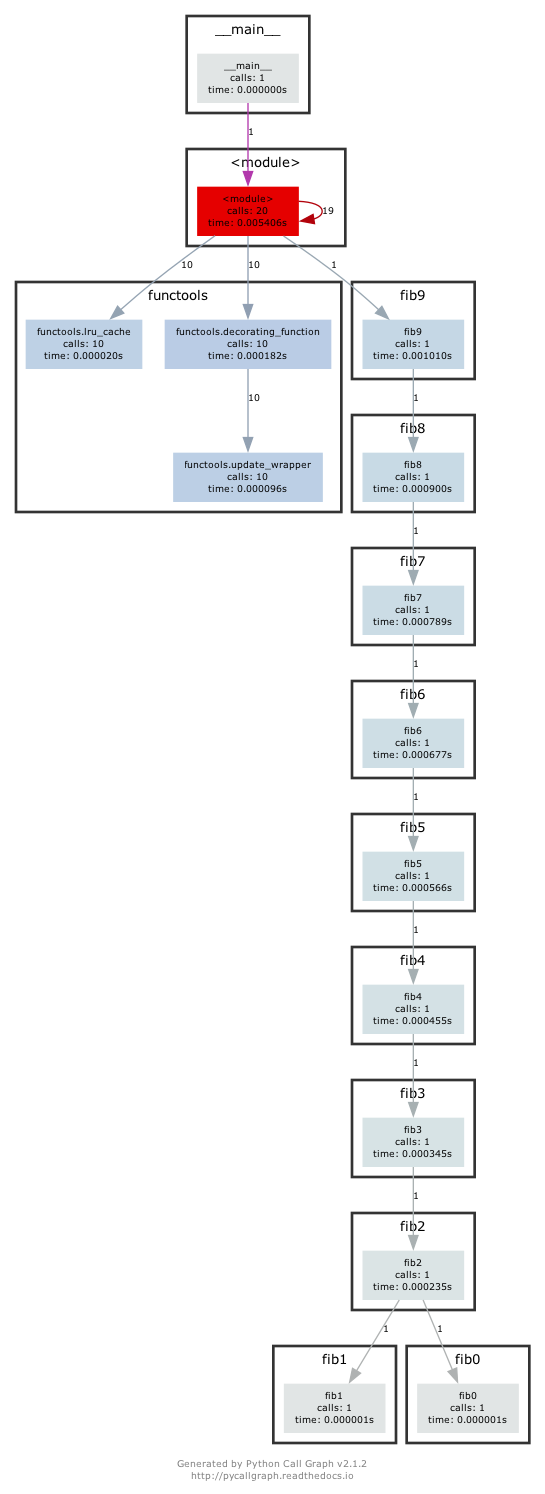 __main__
__main__
calls: 1
time: 0.000000s
1
<module>
<module>
calls: 20
time: 0.005406s
19
10
10
1
functools
fib9
functools.lru_cache
calls: 10
time: 0.000020s
functools.decorating_function
calls: 10
time: 0.000182s
fib9
calls: 1
time: 0.001010s
10
1
fib8
functools.update_wrapper
calls: 10
time: 0.000096s
fib8
calls: 1
time: 0.000900s
1
fib7
fib7
calls: 1
time: 0.000789s
1
fib6
fib6
calls: 1
time: 0.000677s
1
fib5
fib5
calls: 1
time: 0.000566s
1
fib4
fib4
calls: 1
time: 0.000455s
1
fib3
fib3
calls: 1
time: 0.000345s
1
fib2
fib2
calls: 1
time: 0.000235s
1
1
fib1
fib0
fib1
calls: 1
time: 0.000001s
fib0
calls: 1
time: 0.000001s
Generated by Python Call Graph v2.1.2
http://pycallgraph.readthedocs.io